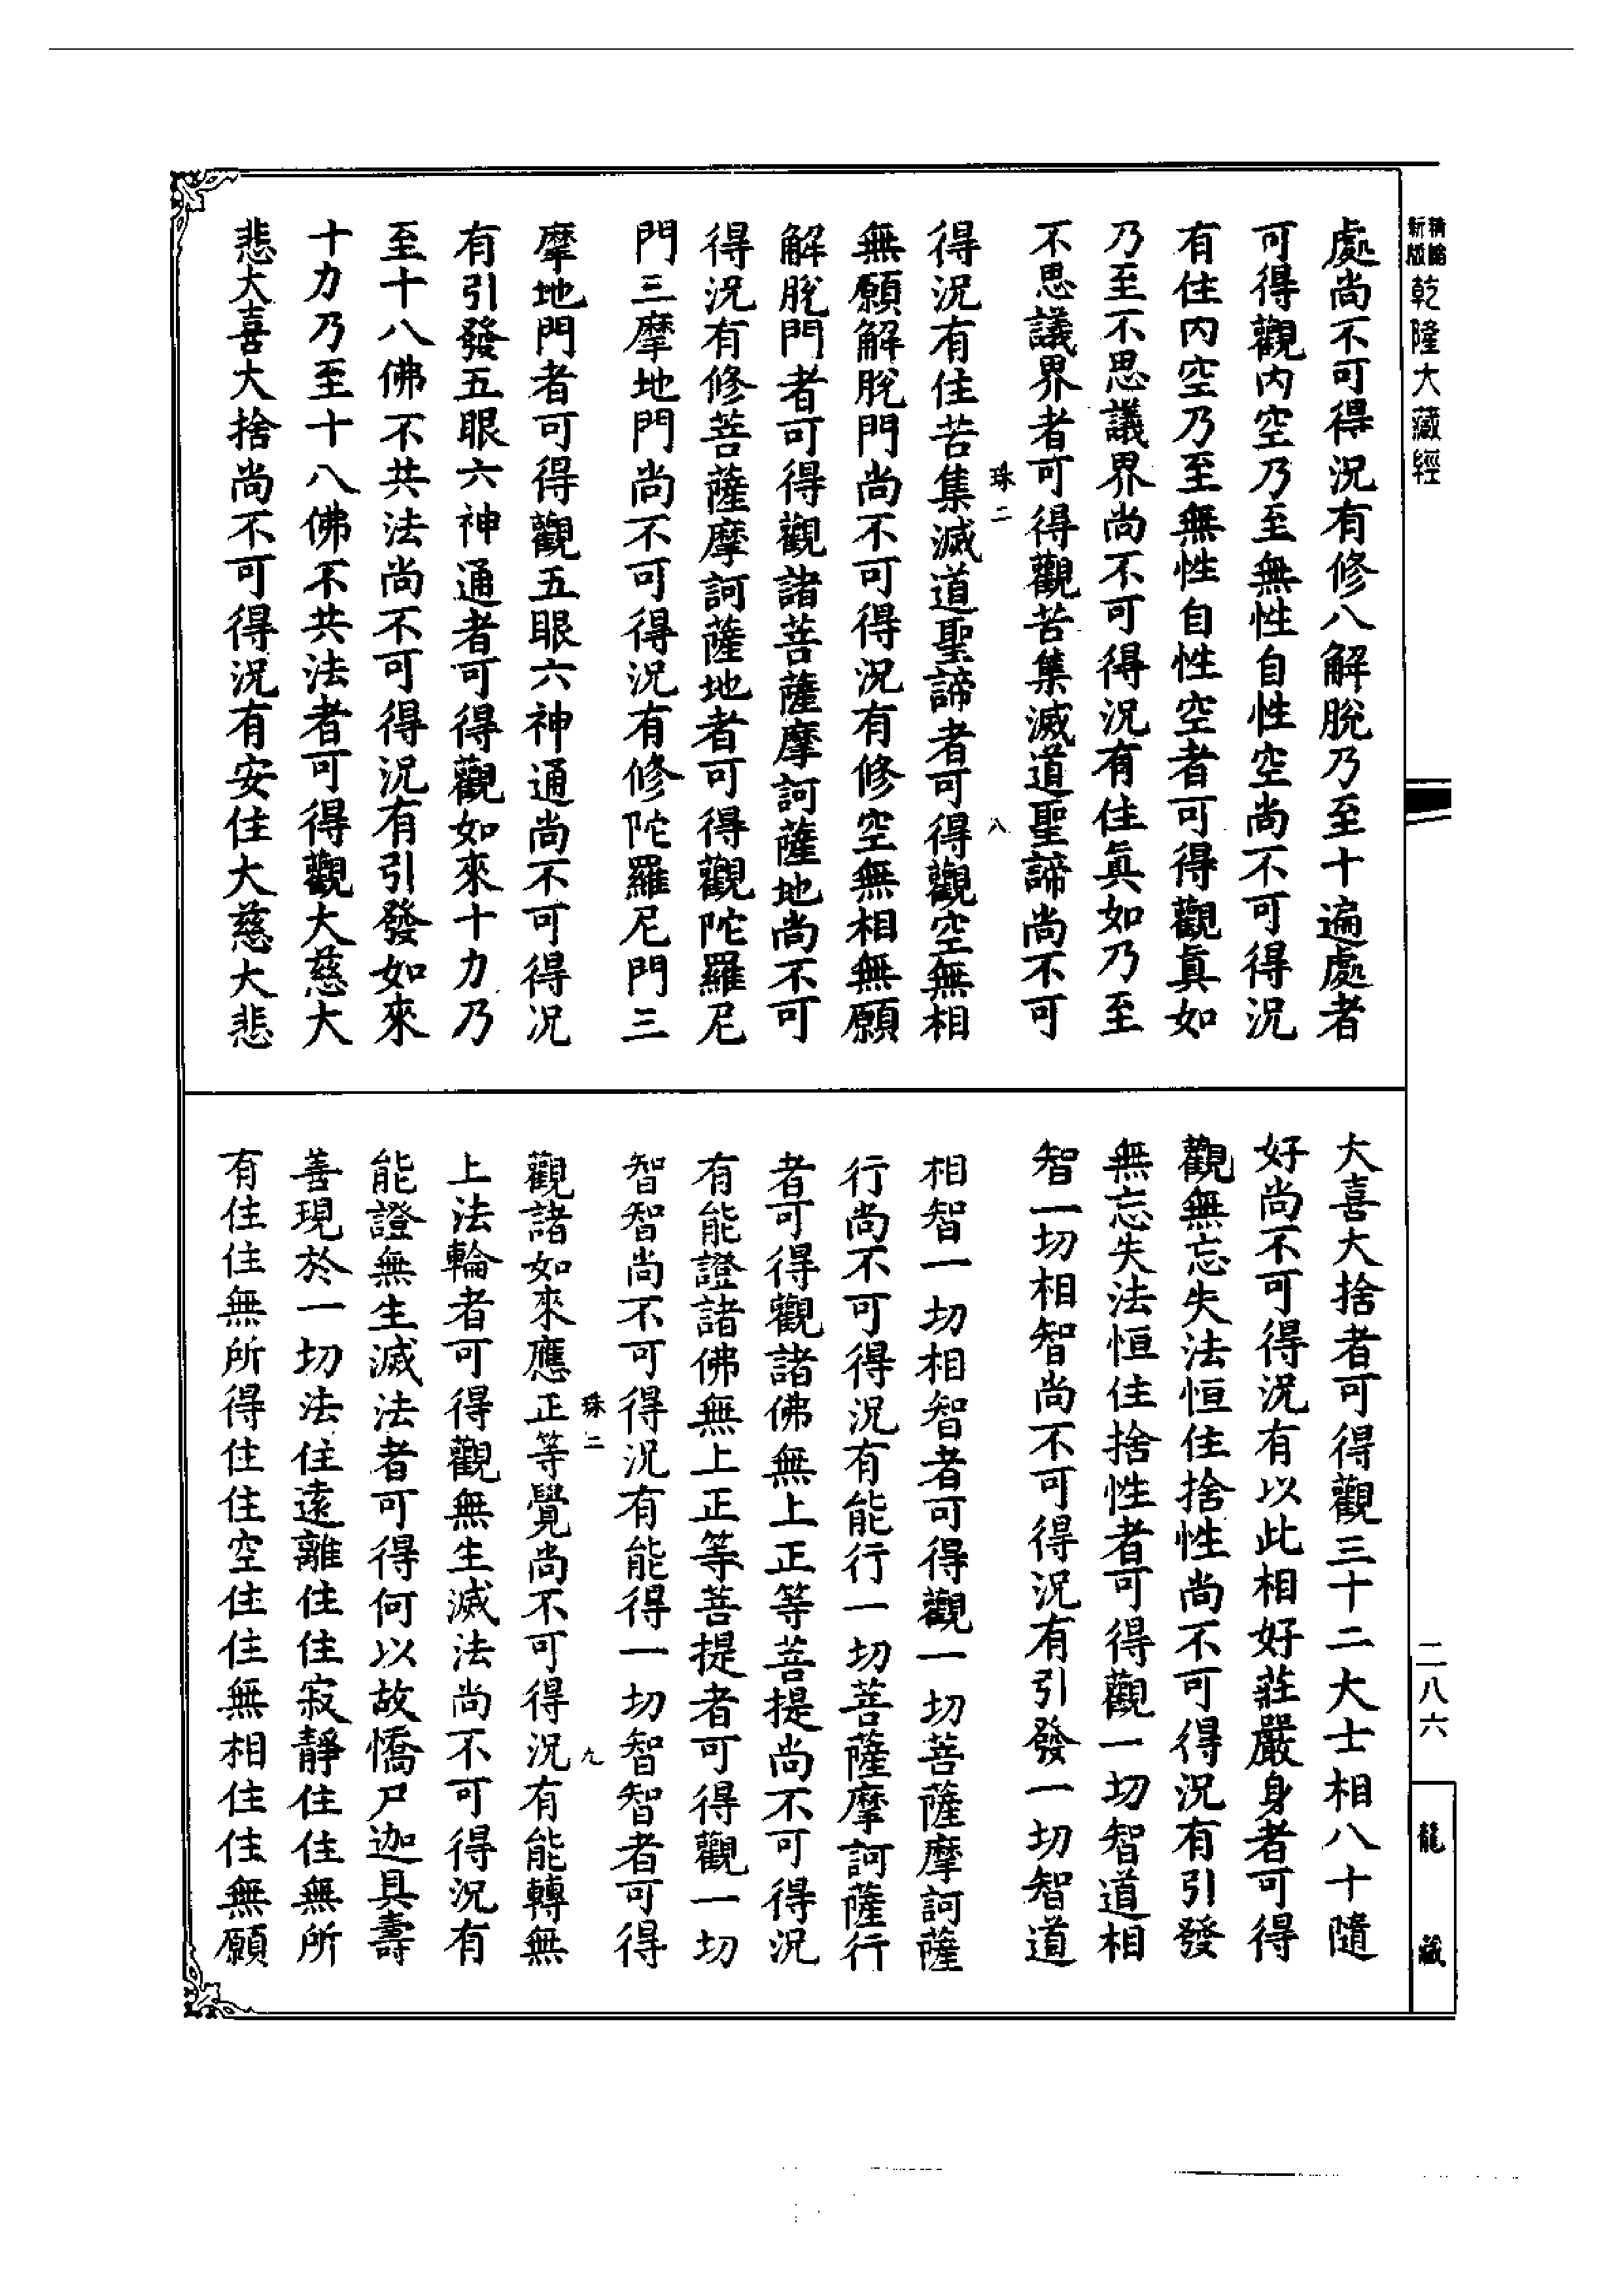 新版精縮乾隆大藏經
處尚不可得況有修八解脫乃至十遍處者
可得觀內空乃至無性自性空尚不可得況
有住內空乃至無性自性空者可得觀真如
乃至不思議界尚不可得況有住真如乃至
不思議界者可得觀苦集滅道聖諦尚不可
珠二 八
得況有住苦集滅道聖諦者可得觀空無相
無願解脫門尚不可得況有修空無相無願
解脫門者可得觀諸菩薩摩訶薩地尚不可
得況有修菩薩摩訶薩地者可得觀陀羅尼
門三摩地門尚不可得況有修陀羅尼門三
摩地門者可得觀五眼六神通尚不可得況
有引發五眼六神通者可得觀如來十力乃
至十八佛不共法尚不可得況有引發如來
十力乃至十八佛不共法者可得觀大慈大
悲大喜大捨尚不可得況有安住大慈大悲
大喜大捨者可得觀三十二大士相八十隨
好尚不可得況有以此相好莊嚴身者可得
觀無忘失法恒住捨性尚不可得況有引發
無忘失法恒住捨性者可得觀一切智道相
智一切相智尚不可得況有引發一切智道
相智一切相智者可得觀一切菩薩摩訶薩
行尚不可得況有能行一切菩薩摩訶薩行
者可得觀諸佛無上正等菩提尚不可得況
有能證諸佛無上正等菩提者可得觀一切
智智尚不可得況有能得一切智智者可得
珠二 九
觀諸如來應正等覺尚不可得況有能轉無
上法輪者可得觀無生滅法尚不可得況有
能證無生滅法者可得何以故憍尸迦具壽
善現於一切法住遠離住住寂靜住住無所
有住住無所得住住空住住無相住住無願
二八六
龍藏